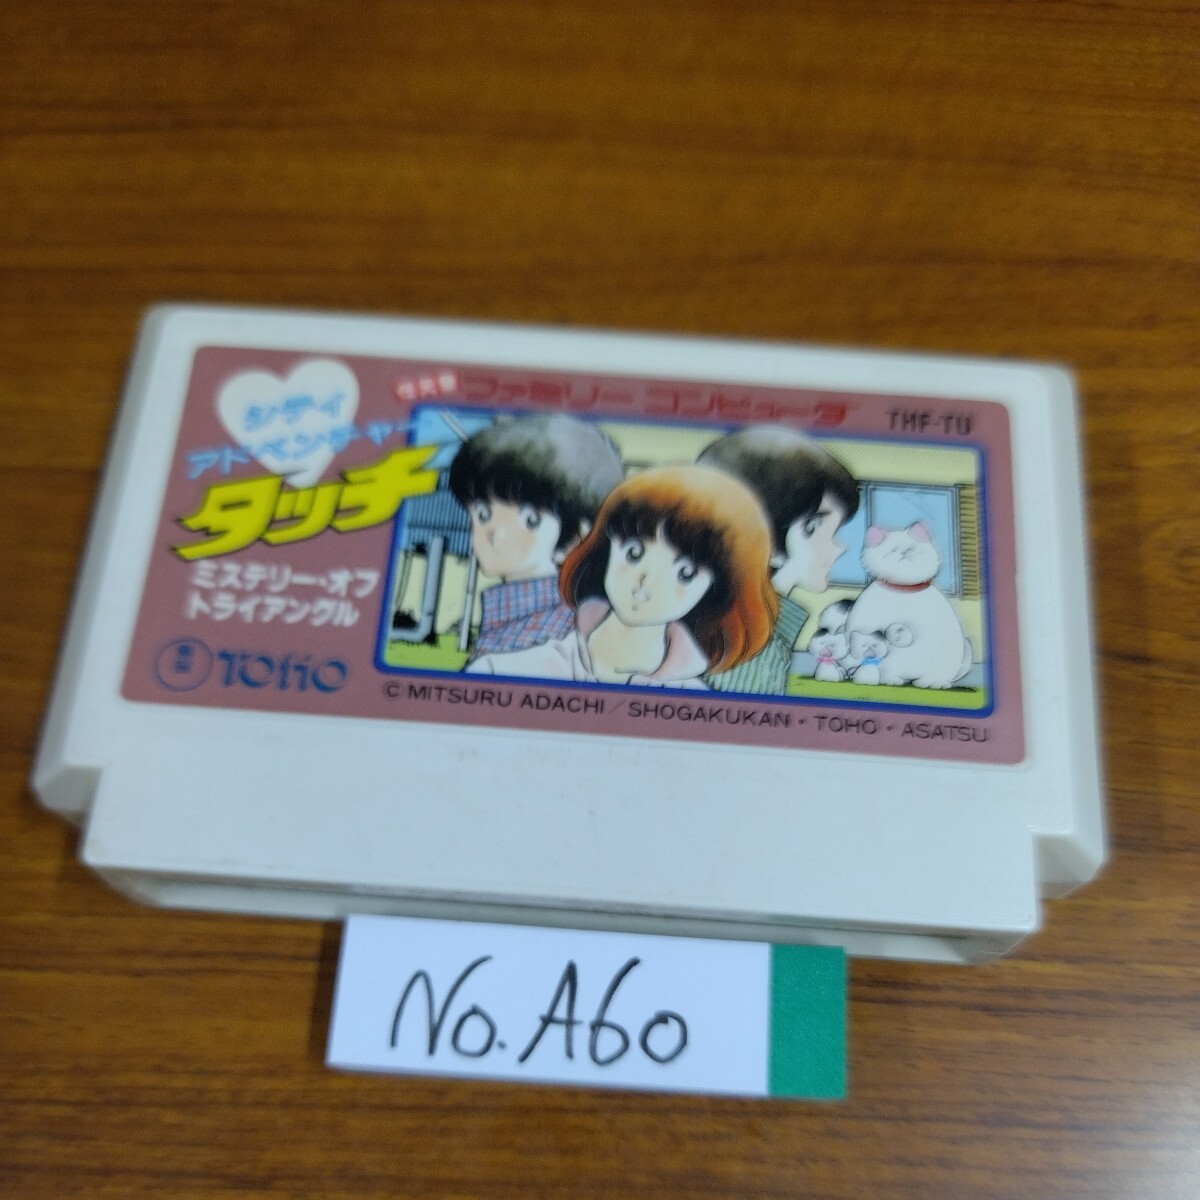 シティ
アドベンチャー
タッチ
ミステリー・オブ
トライアングル
TOHO
ファミリー コンピュータ
THF-TU
© MITSURU ADACHI／SHOGAKUKAN・TOHO・ASATSU
No. A60